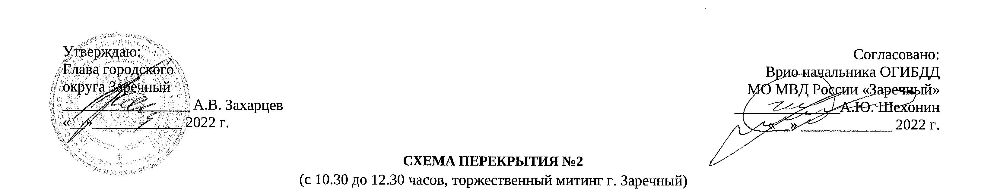 Утверждаю:
Глава городского
округа Заречный
________________ А.В. Захарцев
«__»____________ 2022 г.
Согласовано:
Врио начальника ОГИБДД
МО МВД России «Заречный»
______________А.Ю. Шехонин
«__» ____________ 2022 г.
СХЕМА ПЕРЕКРЫТИЯ №2
(с 10.30 до 12.30 часов, торжественный митинг г. Заречный)